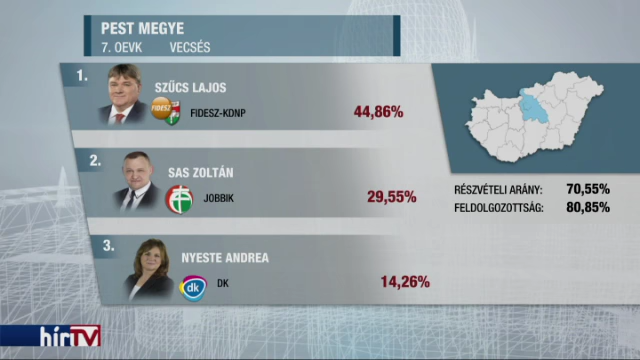 PEST MEGYE
7. OEVK VECSÉS
1.
SZŰCS LAJOS
FIDESZ
FIDESZ-KDNP
44,86%
2.
SAS ZOLTÁN
JOBBIK
29,55%
3.
NYESTE ANDREA
dk
DK
14,26%
RÉSZVÉTELI ARÁNY: 70,55%
FELDOLGOZOTTSÁG: 80,85%
hírTV